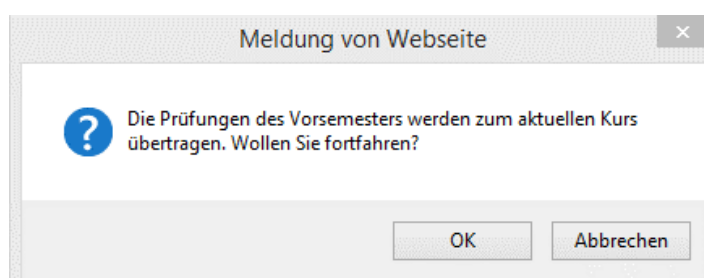 Meldung von Webseite
Die Prüfungen des Vorsemesters werden zum aktuellen Kurs
übertragen. Wollen Sie fortfahren?
OK Abbrechen